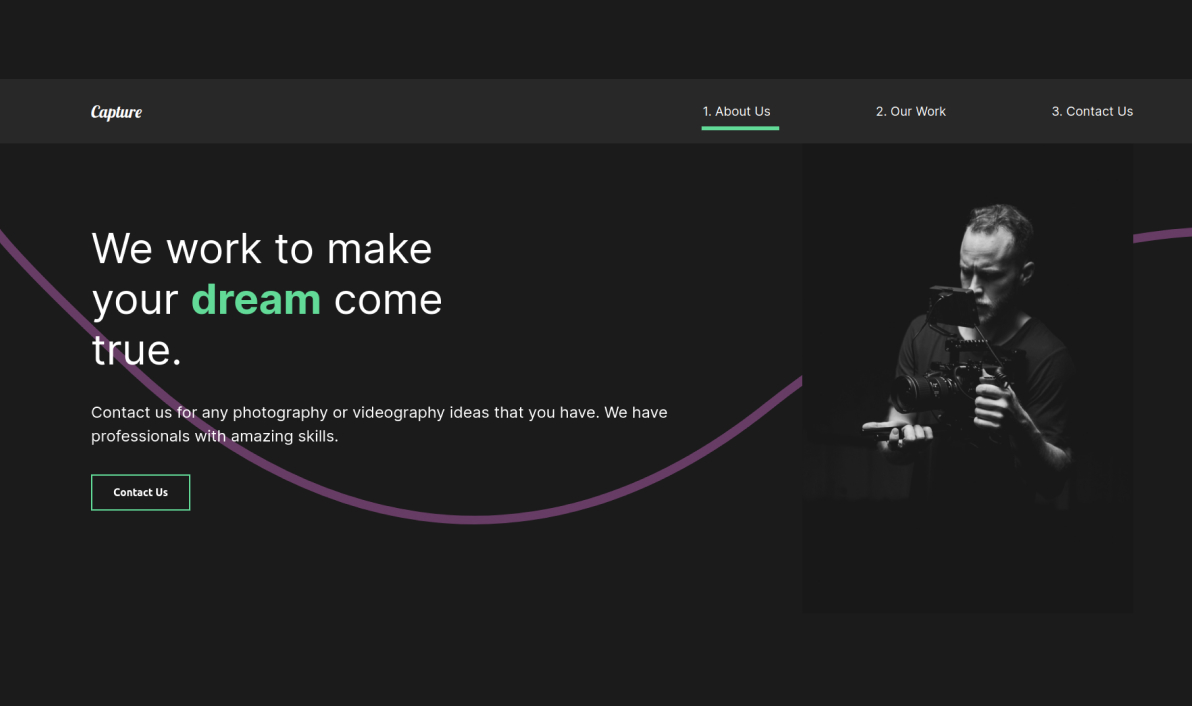 Capture
1. About Us
2. Our Work
3. Contact Us
We work to make
your dream come
true.
Contact us for any photography or videography ideas that you have. We have
professionals with amazing skills.
Contact Us